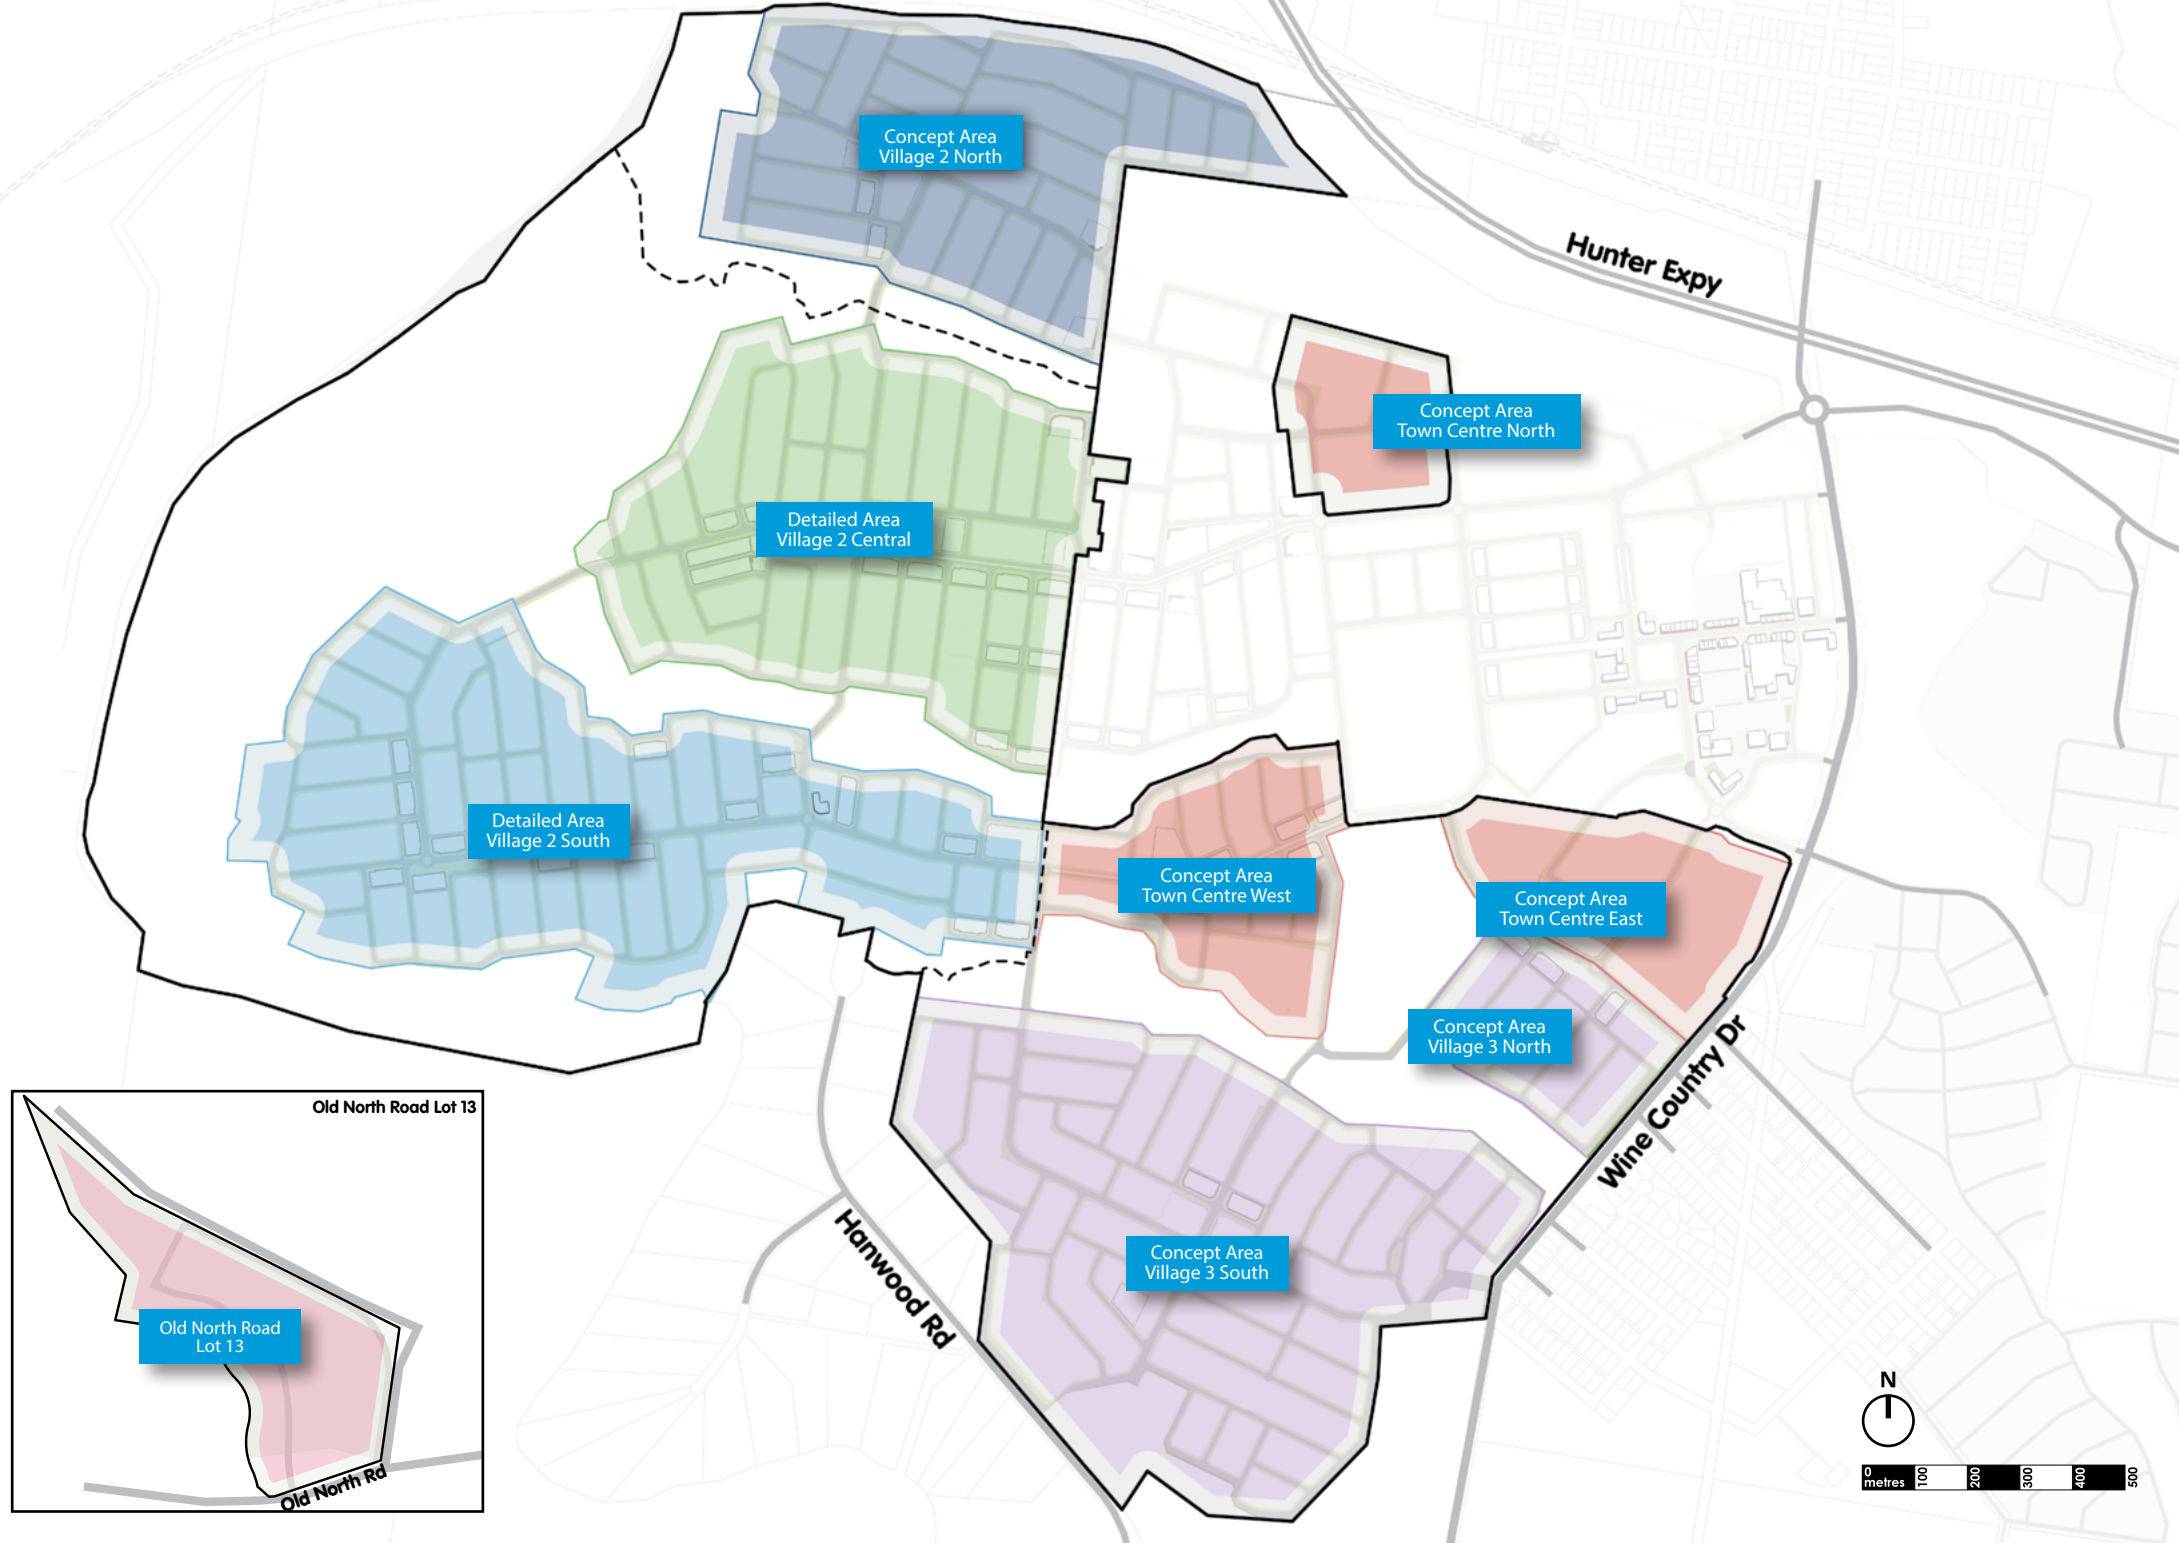 Concept Area
Village 2 North
Hunter Expy
Concept Area
Town Centre North
Detailed Area
Village 2 Central
Detailed Area
Village 2 South
Concept Area
Town Centre West
Concept Area
Town Centre East
Concept Area
Village 3 North
Wine Country Dr
Old North Road Lot 13
Hanwood Rd
Concept Area
Village 3 South
Old North Road
Lot 13
Old North Rd
N
0
metres
100
200
300
400
500